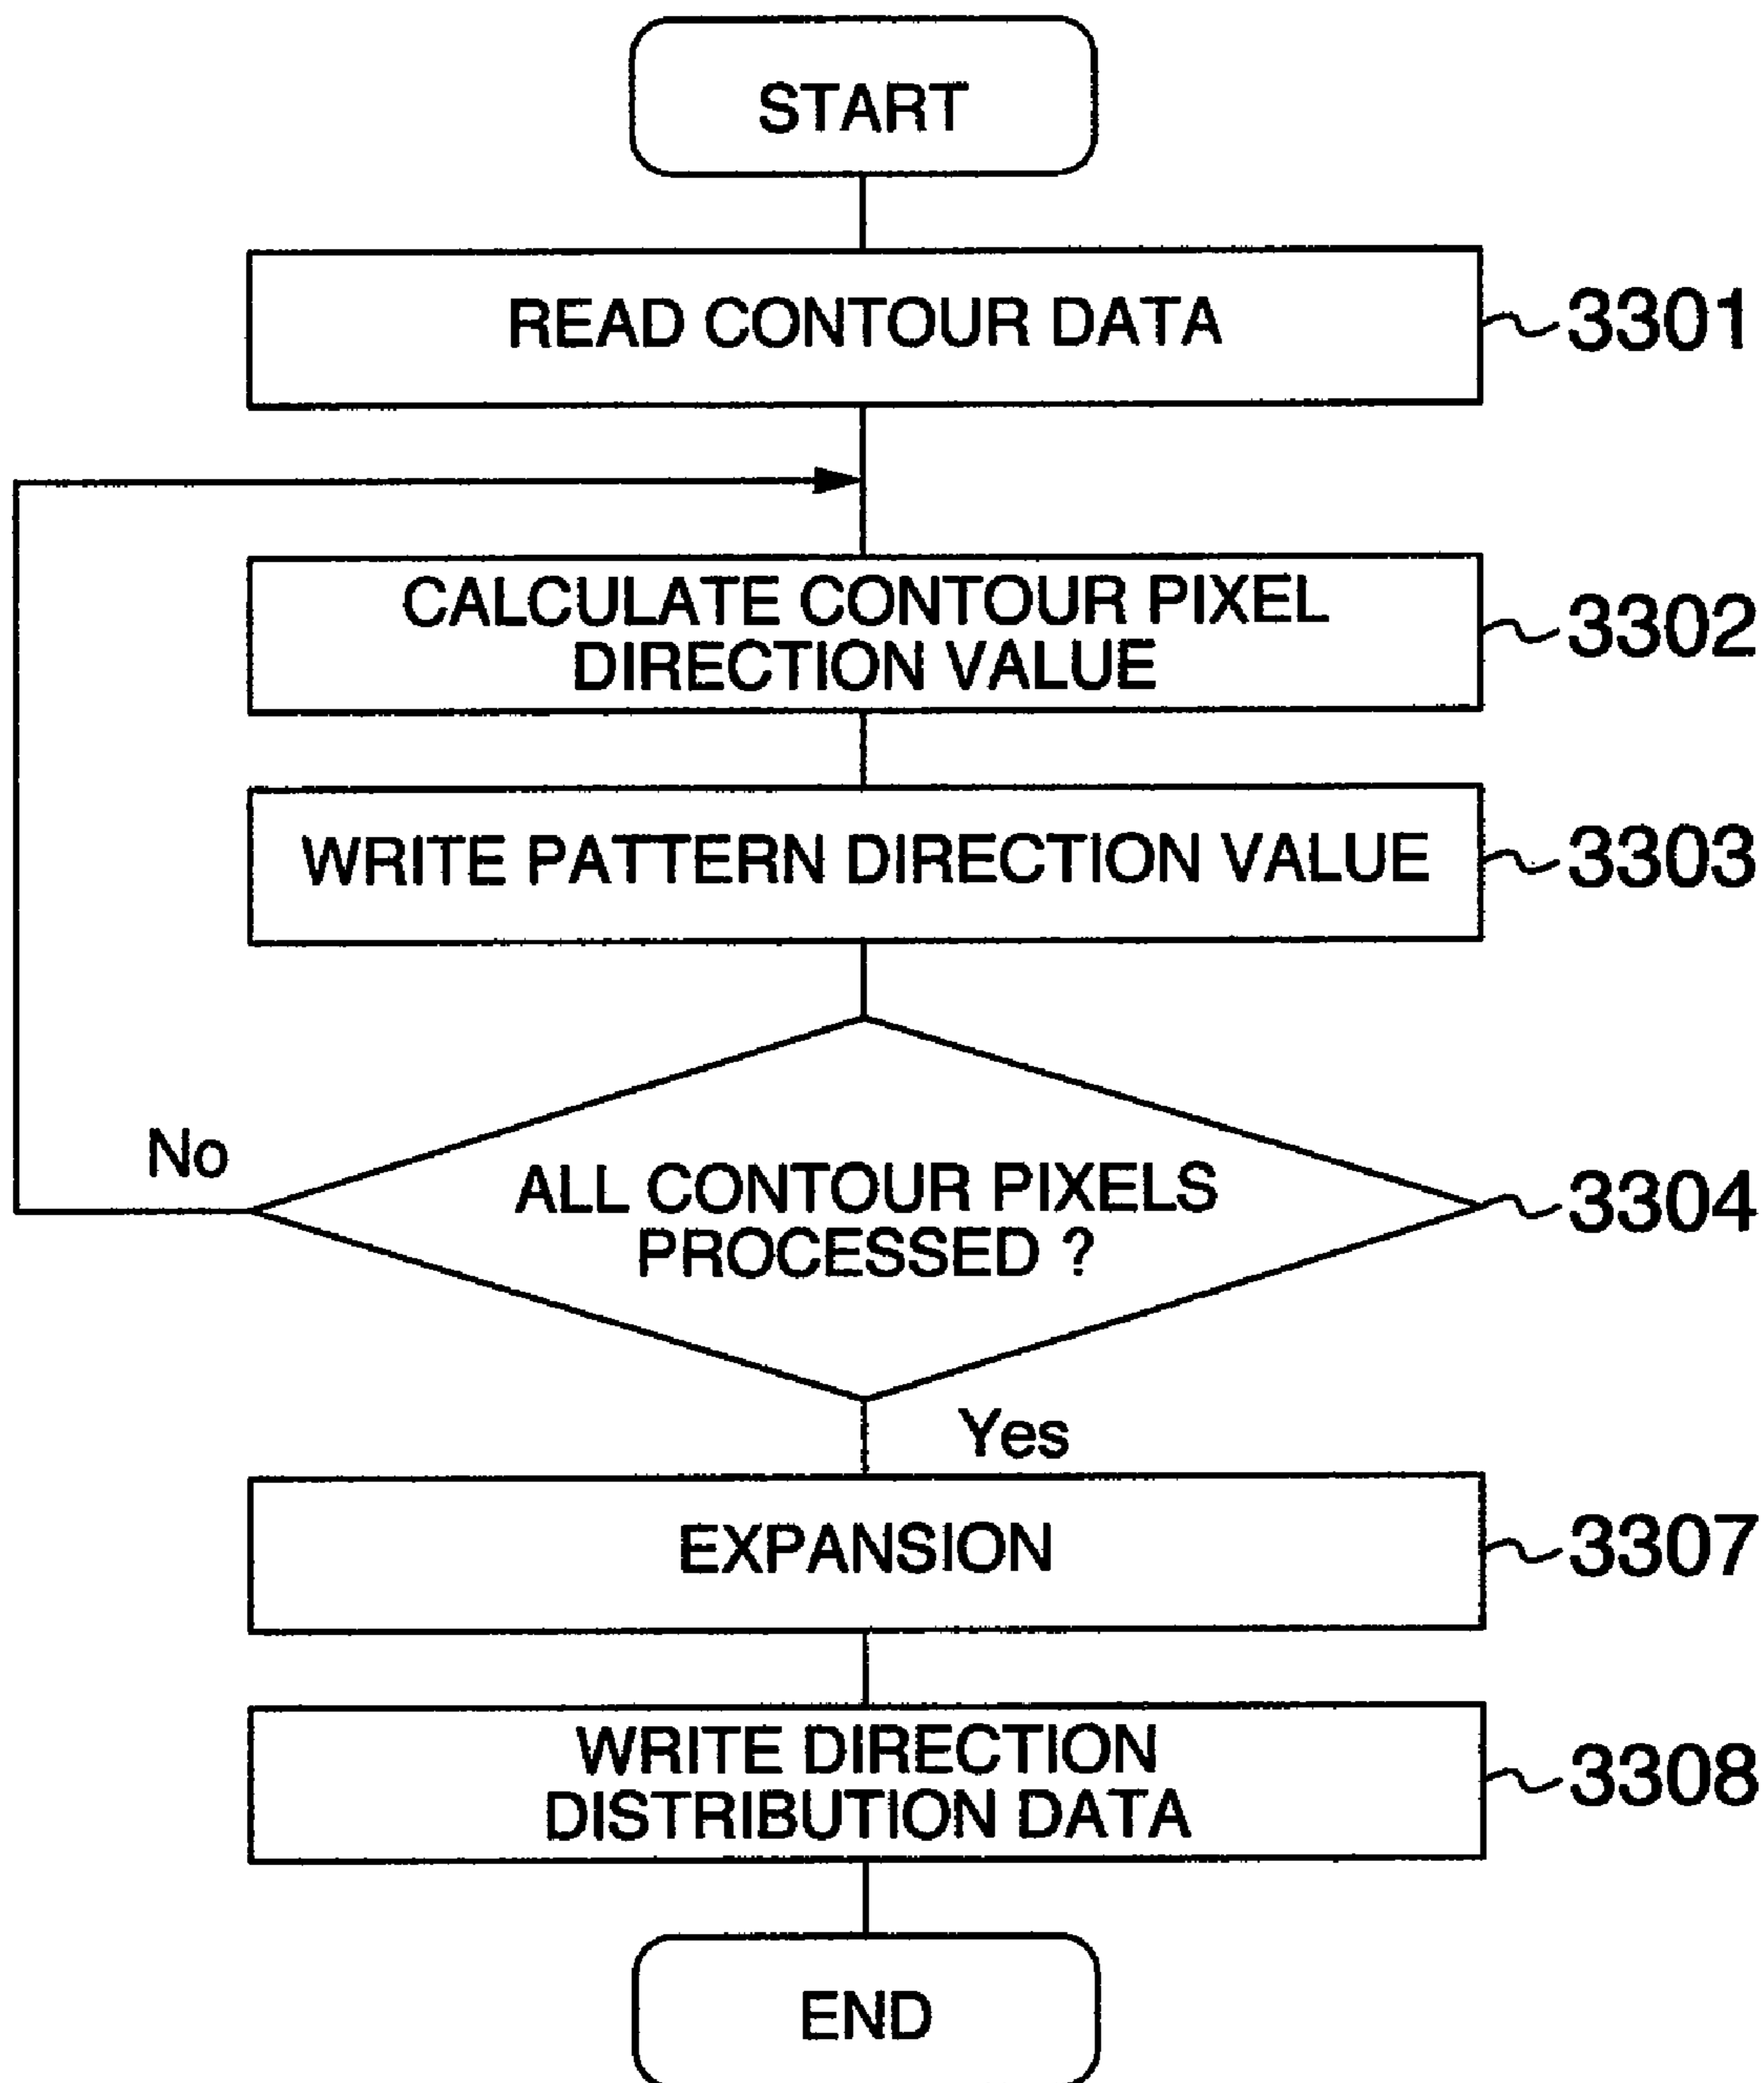 START
READ CONTOUR DATA
3301
CALCULATE CONTOUR PIXEL
DIRECTION VALUE
3302
WRITE PATTERN DIRECTION VALUE
3303
No
ALL CONTOUR PIXELS
PROCESSED ?
3304
Yes
EXPANSION
3307
WRITE DIRECTION
DISTRIBUTION DATA
3308
END